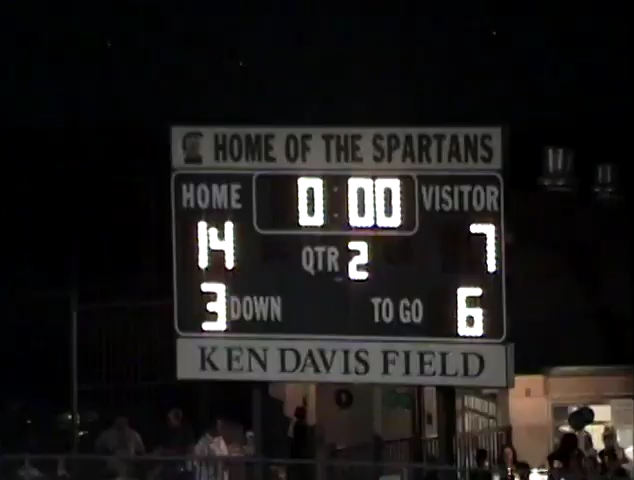 HOME OF THE SPARTANS
HOME 0:00 VISITOR
14 QTR 2 7
3 DOWN TO GO 6
KEN DAVIS FIELD